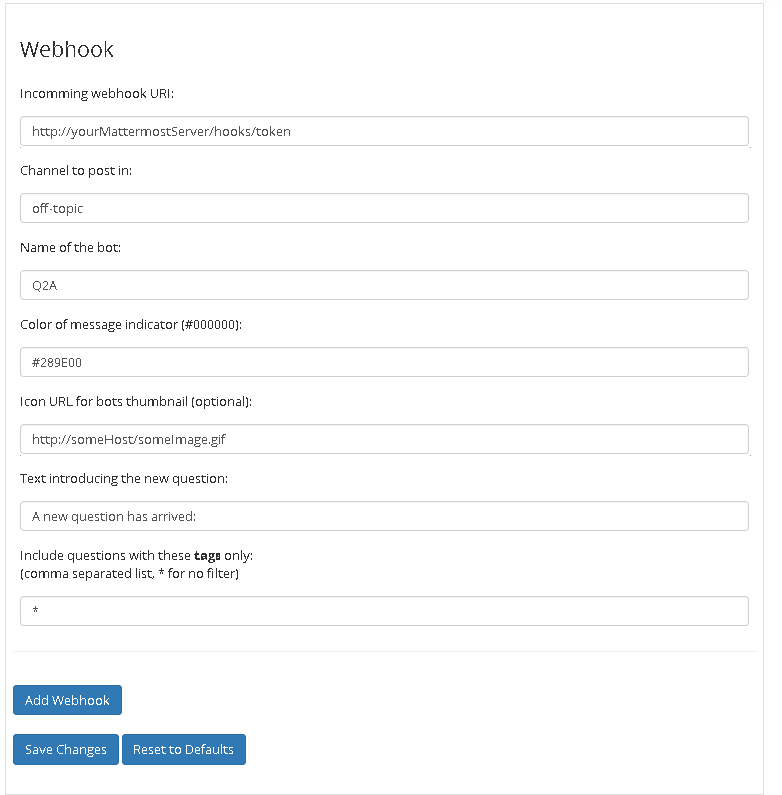 Webhook
Incomming webhook URI:
http://yourMattermostServer/hooks/token
Channel to post in:
off-topic
Name of the bot:
Q2A
Color of message indicator (#000000):
#289E00
Icon URL for bots thumbnail (optional):
http://someHost/someImage.gif
Text introducing the new question:
A new question has arrived:
Include questions with these tags only:
(comma separated list, * for no filter)
*
Add Webhook
Save Changes Reset to Defaults